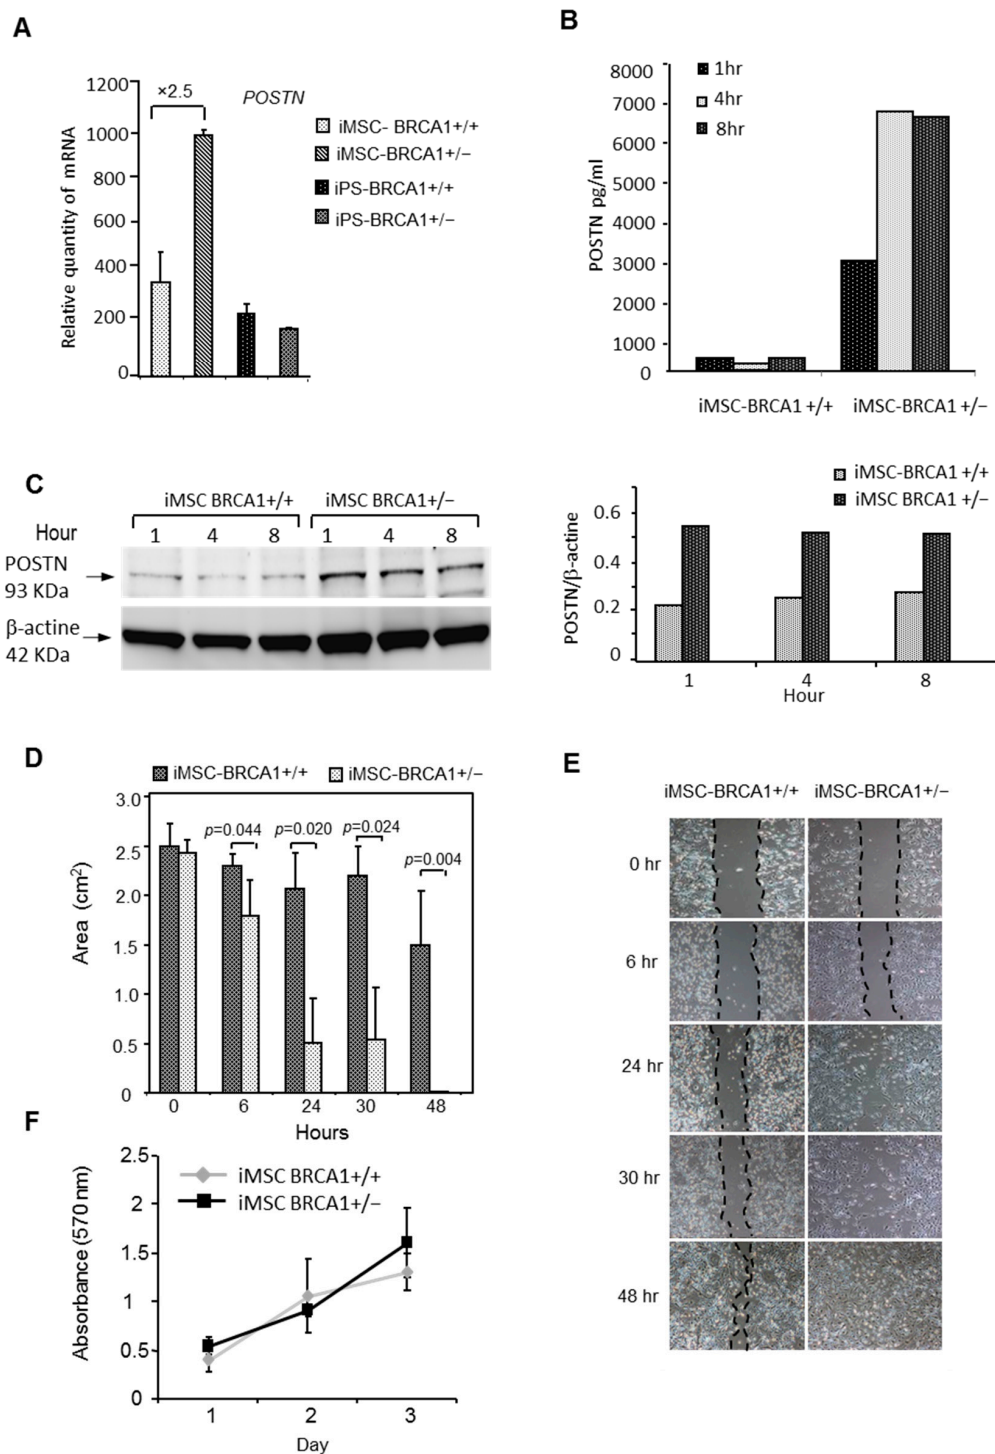 A
1200
1000
800
600
400
200
0
Relative quantity of mRNA
×2.5
POSTN
iMSC- BRCA1+/+
iMSC-BRCA1+/−
iPS-BRCA1+/+
iPS-BRCA1+/−
B
8000
7000
6000
5000
4000
3000
2000
1000
0
POSTN pg/ml
1hr
4hr
8hr
iMSC-BRCA1 +/+ iMSC-BRCA1 +/−
C
iMSC BRCA1+/+ iMSC BRCA1+/−
Hour 1 4 8 1 4 8
POSTN
93 KDa
β-actine
42 KDa
iMSC-BRCA1 +/+
iMSC BRCA1 +/−
0.6
0.4
0.2
0
POSTN/β-actine
1 4 8
Hour
D
iMSC-BRCA1+/+ iMSC-BRCA1+/−
3.0
2.5
2.0
1.5
1.0
0.5
0
Area (cm²)
p=0.044 p=0.020 p=0.024
p=0.004
0 6 24 30 48
Hours
E
iMSC-BRCA1+/+ iMSC-BRCA1+/−
0 hr
6 hr
24 hr
30 hr
48 hr
F
2.5
2
1.5
1
0.5
0
Absorbance (570 nm)
iMSC BRCA1+/+
iMSC BRCA1+/−
1 2 3
Day